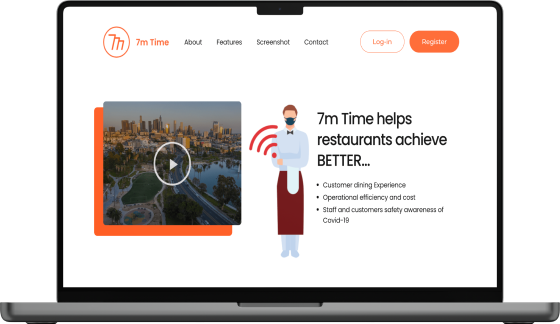 7m
7m Time
About
Features
Screenshot
Contact
Log-in
Register
7m Time helps
restaurants achieve
BETTER...
Customer dining Experience
Operational efficiency and cost
Staff and customers safety awareness of
Covid-19